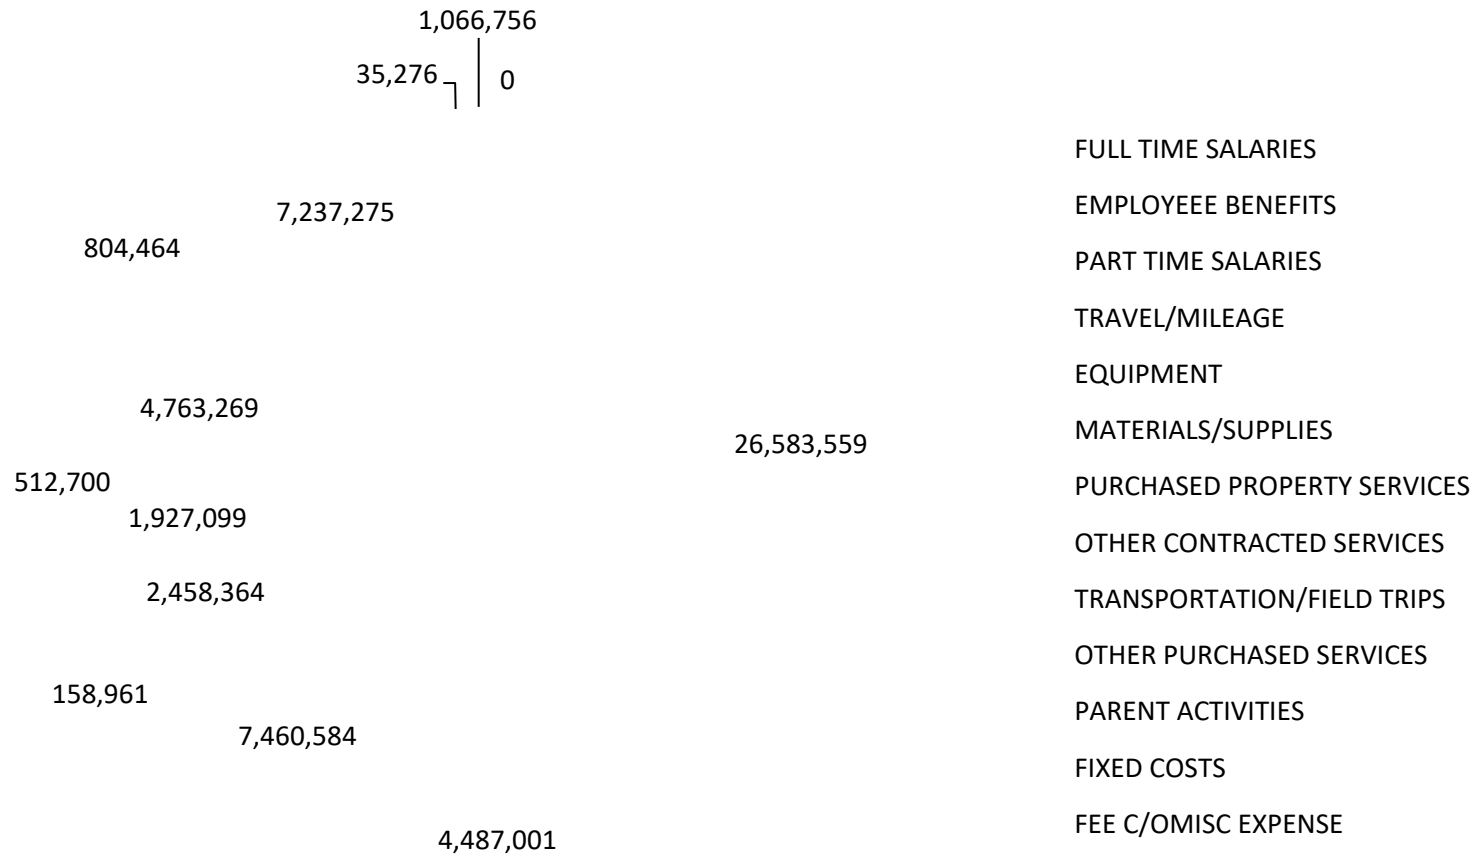 1,066,756
35,276
0
7,237,275
804,464
4,763,269
26,583,559
512,700
1,927,099
2,458,364
158,961
7,460,584
4,487,001
FULL TIME SALARIES
EMPLOYEEE BENEFITS
PART TIME SALARIES
TRAVEL/MILEAGE
EQUIPMENT
MATERIALS/SUPPLIES
PURCHASED PROPERTY SERVICES
OTHER CONTRACTED SERVICES
TRANSPORTATION/FIELD TRIPS
OTHER PURCHASED SERVICES
PARENT ACTIVITIES
FIXED COSTS
FEE C/OMISC EXPENSE